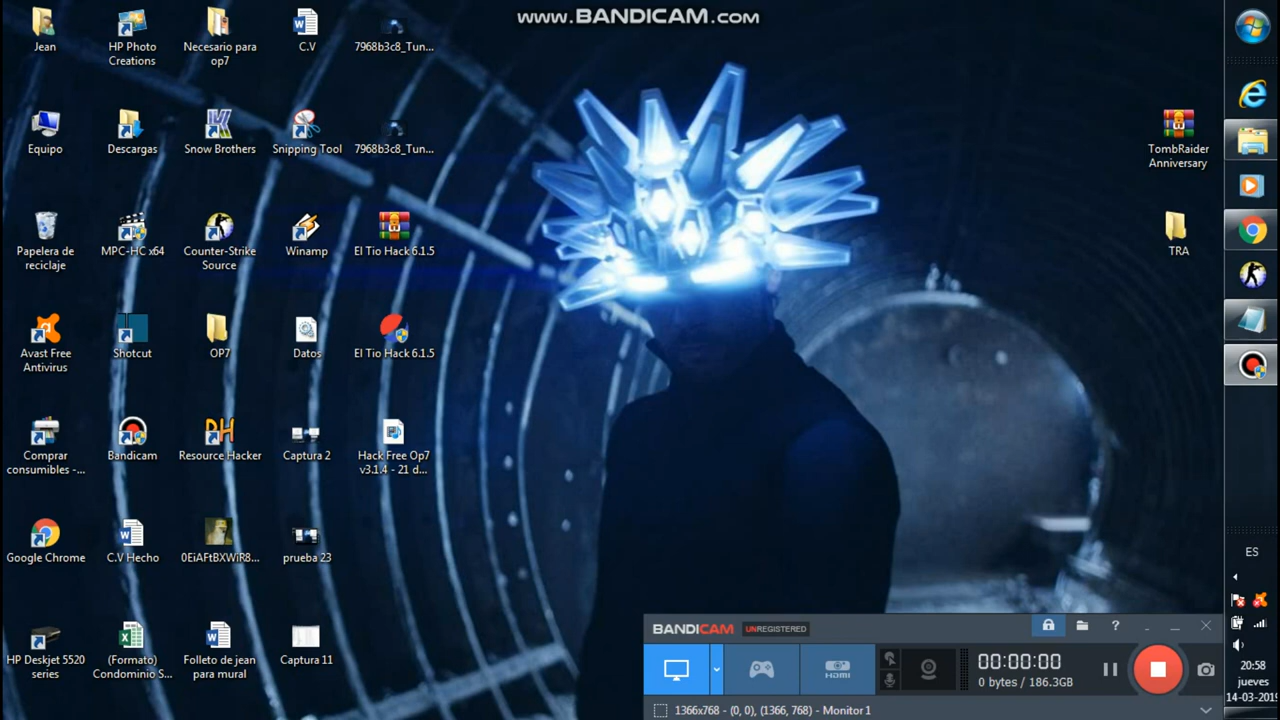 www.BANDICAM.com
Jean
HP Photo
Creations
Necesario para
op7
C.V
7968b3c8_Tun...
Equipo
Descargas
Snow Brothers
Snipping Tool
7968b3c8_Tun...
TombRaider
Anniversary
Papelera de
reciclaje
MPC-HC x64
Counter-Strike
Source
Winamp
El Tio Hack 6.1.5
TRA
Avast Free
Antivirus
Shotcut
OP7
Datos
El Tio Hack 6.1.5
Comprar
consumibles -...
Bandicam
Resource Hacker
Captura 2
Hack Free Op7
v3.1.4 - 21 d...
Google Chrome
C.V Hecho
0EiAFtBXWiR8...
prueba 23
HP Deskjet 5520
series
(Formato)
Condominio S...
Folleto de jean
para mural
Captura 11
BANDICAM UNREGISTERED
HDMI
00:00:00
0 bytes / 186.3GB
1366x768 - (0, 0), (1366, 768) - Monitor 1
ES
20:58
jueves
14-03-201